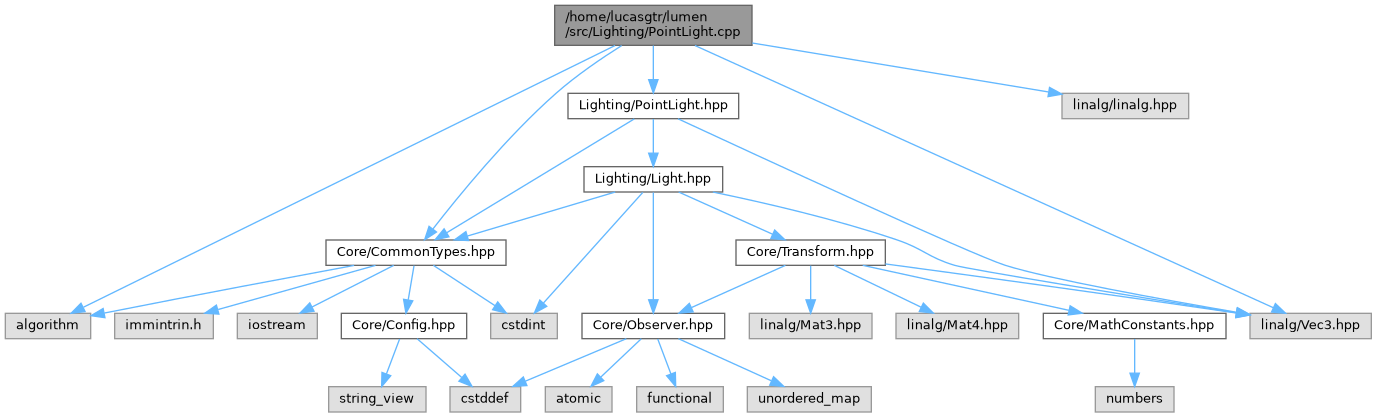 /home/lucasgtr/lumen
/src/Lighting/PointLight.cpp
Lighting/PointLight.hpp
linalg/linalg.hpp
Lighting/Light.hpp
Core/CommonTypes.hpp
Core/Transform.hpp
algorithm
immintrin.h
iostream
Core/Config.hpp
cstdint
Core/Observer.hpp
linalg/Mat3.hpp
linalg/Mat4.hpp
Core/MathConstants.hpp
linalg/Vec3.hpp
string_view
cstddef
atomic
functional
unordered_map
numbers